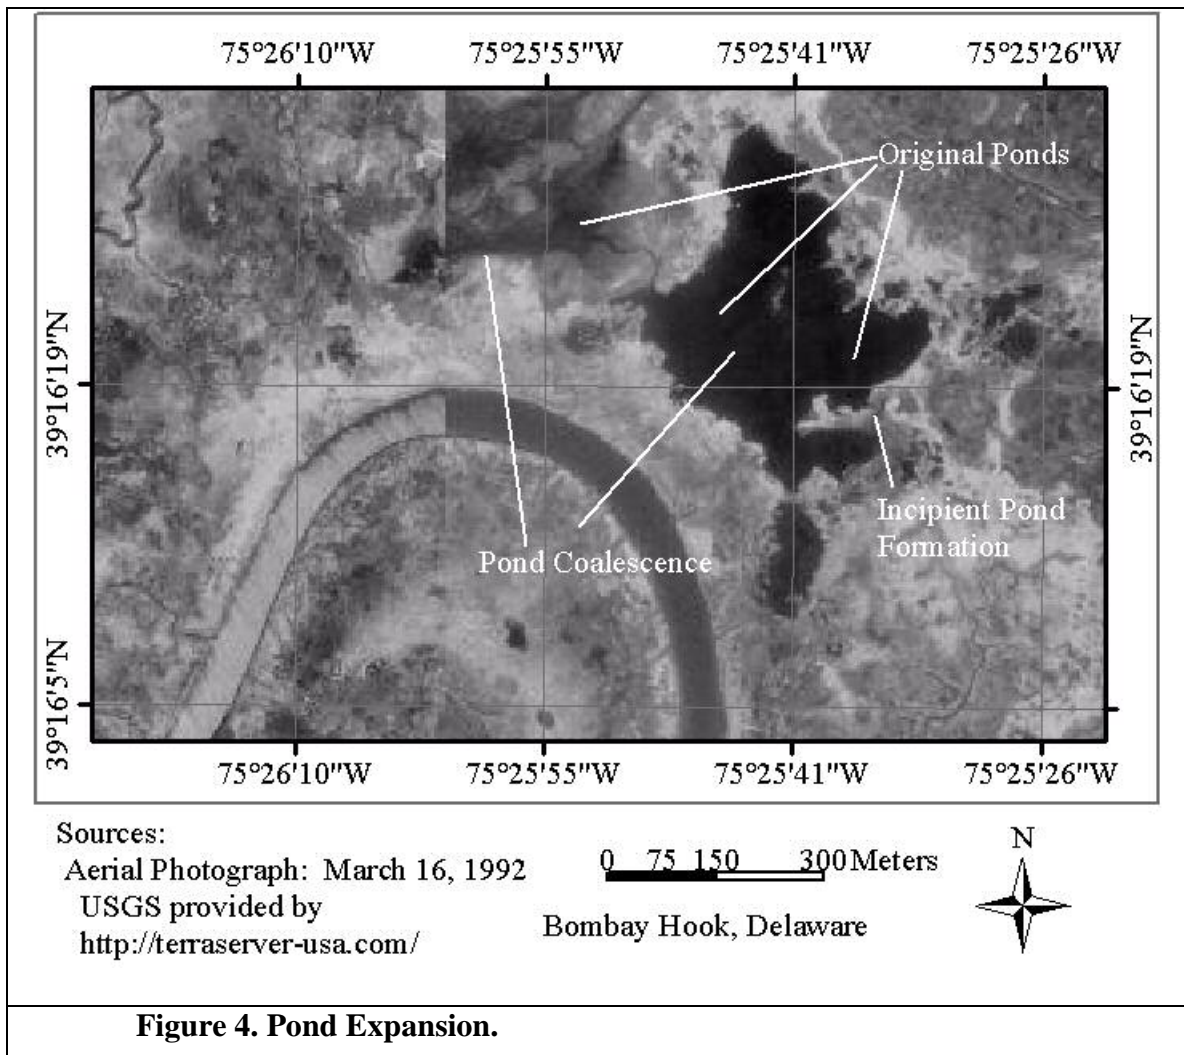 75°26'10"W 75°25'55"W 75°25'41"W 75°25'26"W
Original Ponds
39°16'19"N
39°16'19"N
Incipient Pond
Formation
Pond Coalescence
39°16'5"N
75°26'10"W 75°25'55"W 75°25'41"W 75°25'26"W
Sources:
Aerial Photograph: March 16, 1992
USGS provided by
http://terraserver-usa.com/
0 75 150 300 Meters
Bombay Hook, Delaware
N
Figure 4. Pond Expansion.